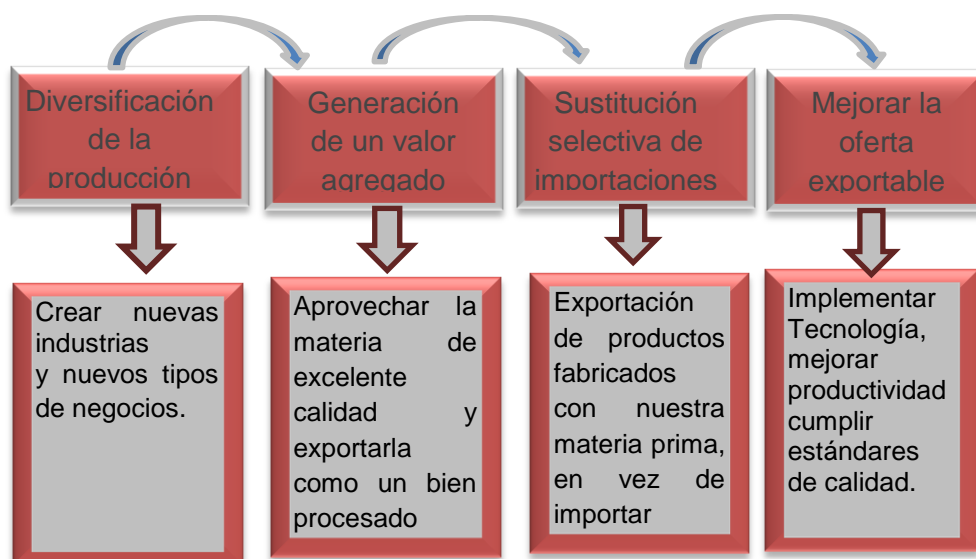 Diversificación
de la
producción
Generación
de un valor
agregado
Sustitución
selectiva de
importaciones
Mejorar la
oferta
exportable
Crear nuevas
industrias
y nuevos tipos
de negocios.
Aprovechar la
materia de
excelente
calidad y
exportarla
como un bien
procesado
Exportación
de productos
fabricados
con nuestra
materia prima,
en vez de
importar
Implementar
Tecnología,
mejorar
productividad
cumplir
estándares
de calidad.